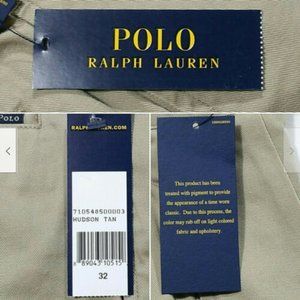 POLO
RALPH LAUREN
POLO
RALPHLAUREN.COM
710548500003
HUDSON TAN
32
This product has been
treated with pigment to provide
the appearance of a time worn
classic. Due to this process, the
color may rub off on light colored
fabric and upholstery.